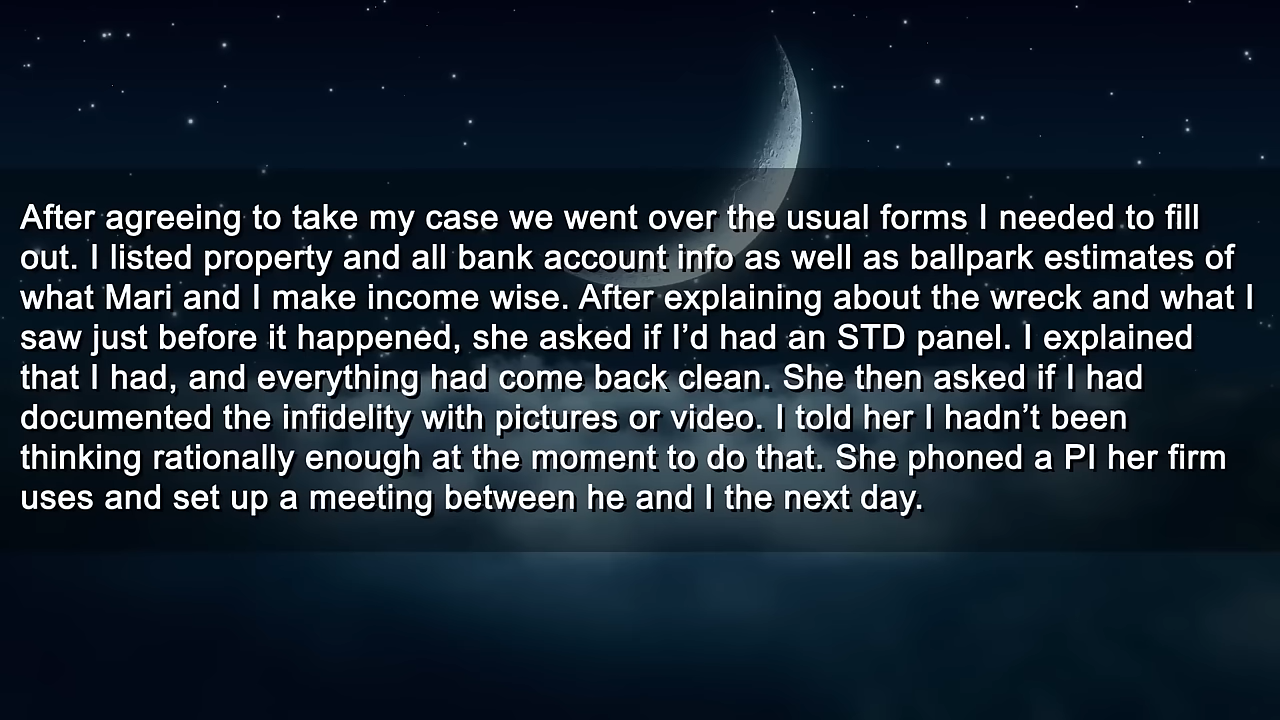 After agreeing to take my case we went over the usual forms I needed to fill
out. I listed property and all bank account info as well as ballpark estimates of
what Mari and I make income wise. After explaining about the wreck and what I
saw just before it happened, she asked if I’d had an STD panel. I explained
that I had, and everything had come back clean. She then asked if I had
documented the infidelity with pictures or video. I told her I hadn’t been
thinking rationally enough at the moment to do that. She phoned a PI her firm
uses and set up a meeting between he and I the next day.